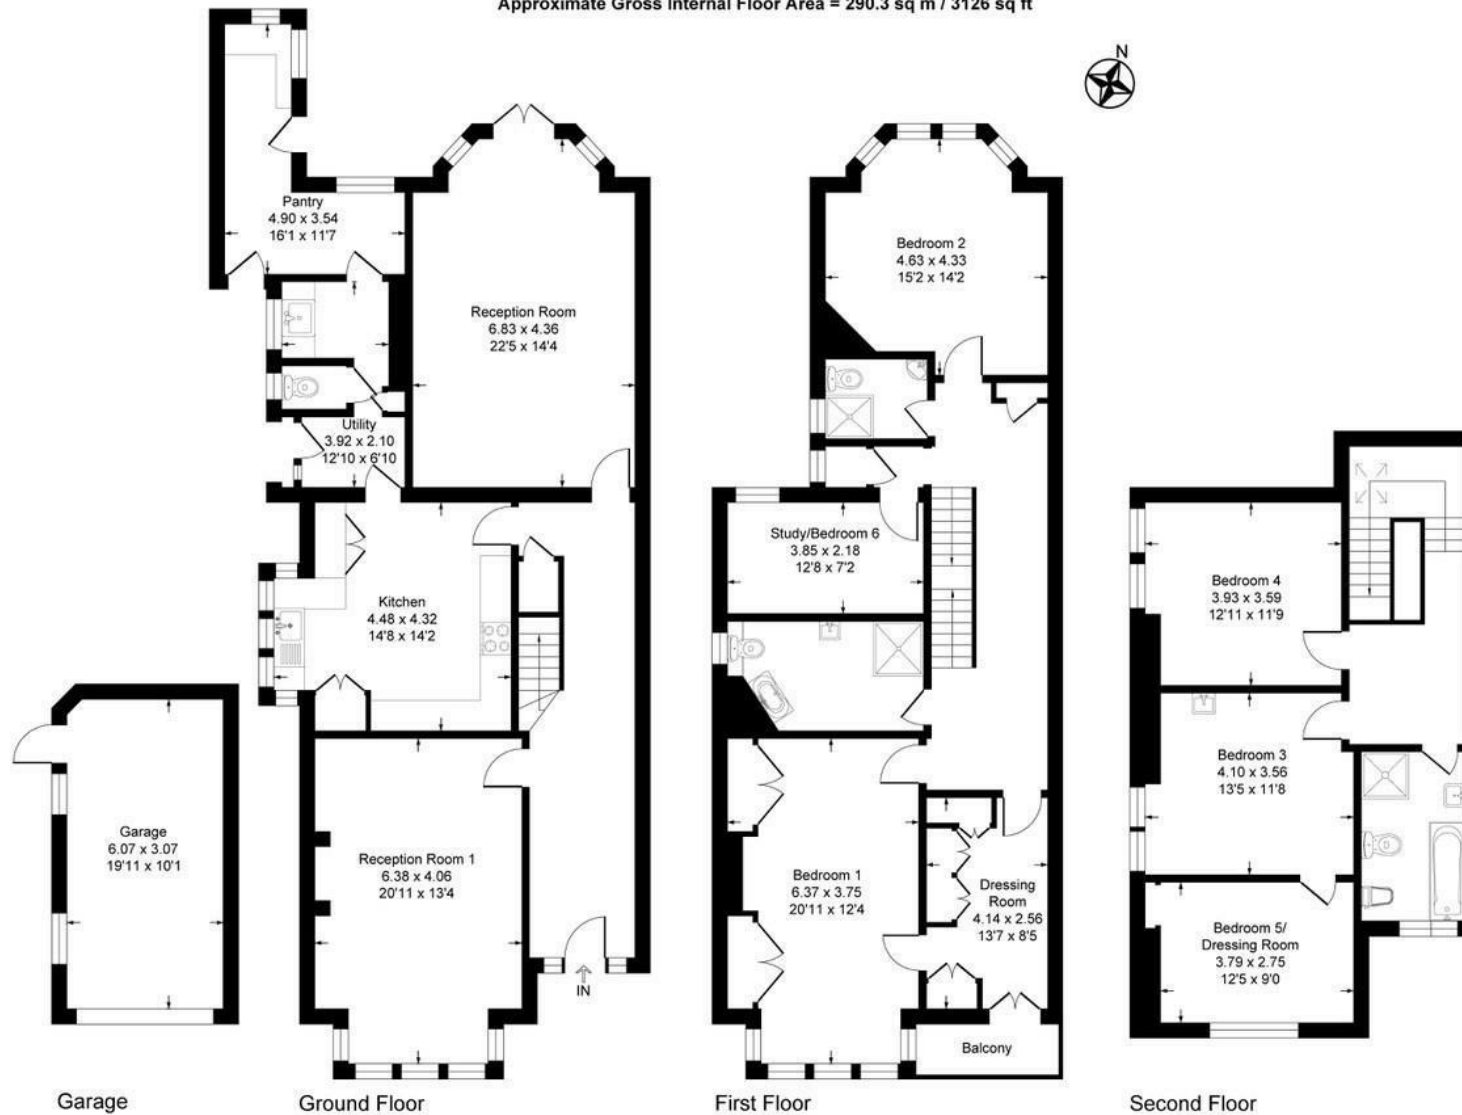 Approximate Gross Internal Floor Area = 290.3 sq m / 3126 sq ft
N
Pantry
4.90 x 3.54
16'1 x 11'7
Reception Room
6.83 x 4.36
22'5 x 14'4
Utility
3.92 x 2.10
12'10 x 6'10
Kitchen
4.48 x 4.32
14'8 x 14'2
Reception Room 1
6.38 x 4.06
20'11 x 13'4
IN
Garage
6.07 x 3.07
19'11 x 10'1
Bedroom 2
4.63 x 4.33
15'2 x 14'2
Study/Bedroom 6
3.85 x 2.18
12'8 x 7'2
Bedroom 1
6.37 x 3.75
20'11 x 12'4
Dressing
Room
4.14 x 2.56
13'7 x 8'5
Balcony
Bedroom 4
3.93 x 3.59
12'11 x 11'9
Bedroom 3
4.10 x 3.56
13'5 x 11'8
Bedroom 5/
Dressing Room
3.79 x 2.75
12'5 x 9'0
Garage
Ground Floor
First Floor
Second Floor